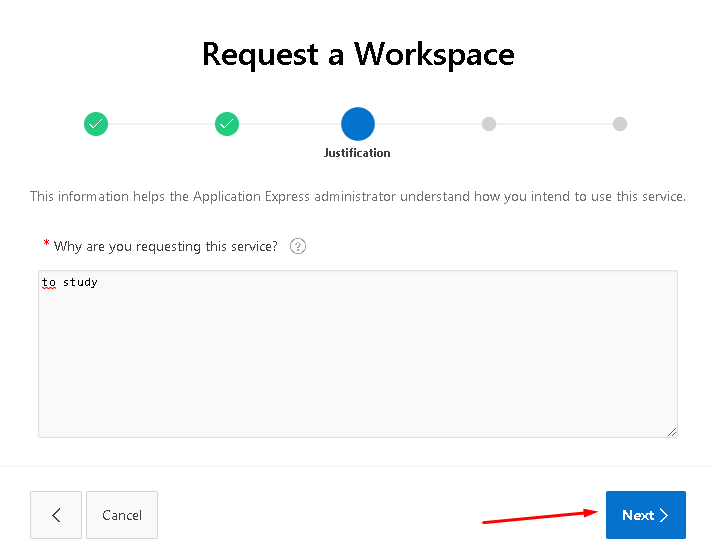 Request a Workspace
Justification
This information helps the Application Express administrator understand how you intend to use this service.
* Why are you requesting this service? ?
to study
Cancel
Next